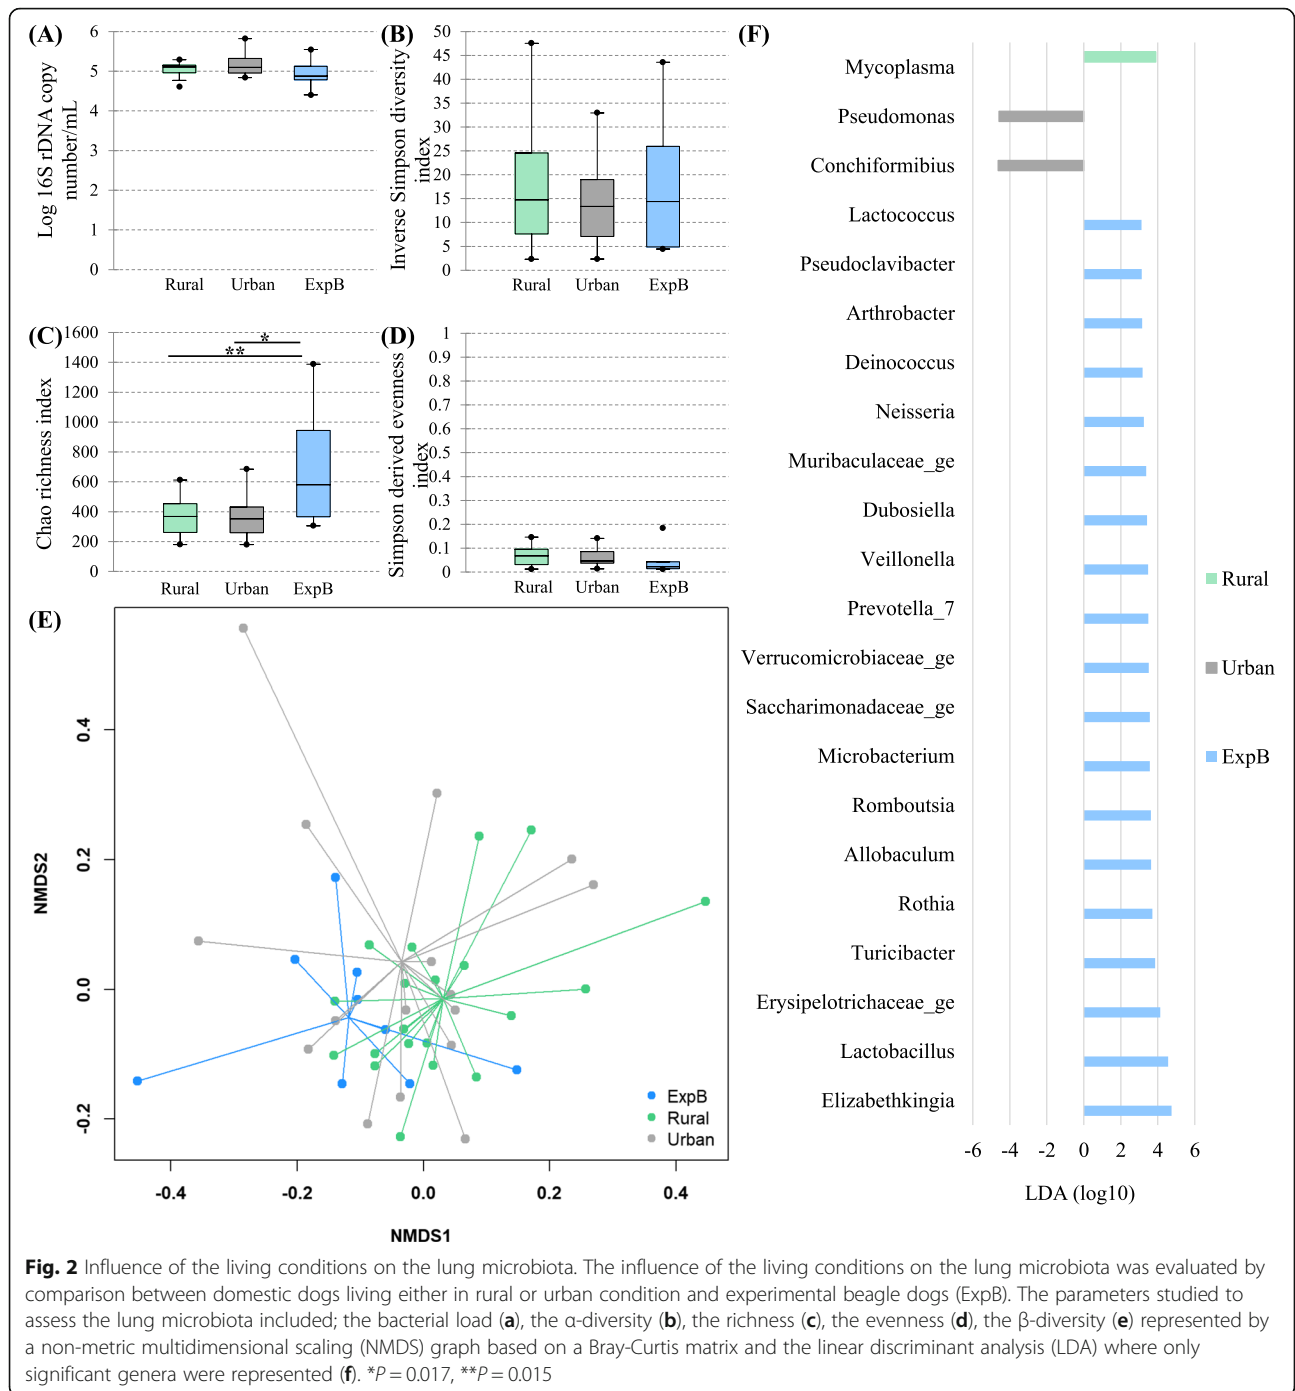 (A)
Log 16S rDNA copy
number/mL
6
5
4
3
2
1
0
Rural Urban ExpB
(B)
Inverse Simpson diversity
index
50
45
40
35
30
25
20
15
10
5
0
Rural Urban ExpB
(C)
Chao richness index
1600
1400
1200
1000
800
600
400
200
0
*
**
Rural Urban ExpB
(D)
Simpson derived evenness
index
1
0.9
0.8
0.7
0.6
0.5
0.4
0.3
0.2
0.1
0
Rural Urban ExpB
(E)
NMDS2
0.4
0.2
0.0
-0.2
ExpB
Rural
Urban
-0.4 -0.2 0.0 0.2 0.4
NMDS1
(F)
Mycoplasma
Pseudomonas
Conchiformibius
Lactococcus
Pseudoclavibacter
Arthrobacter
Deinococcus
Neisseria
Muribaculaceae_ge
Dubosiella
Veillonella
Prevotella_7
Verrucomicrobiaceae_ge
Saccharimonadaceae_ge
Microbacterium
Romboutsia
Allobaculum
Rothia
Turicibacter
Erysipelotrichaceae_ge
Lactobacillus
Elizabethkingia
-6 -4 -2 0 2 4 6
LDA (log10)
Rural
Urban
ExpB
Fig. 2 Influence of the living conditions on the lung microbiota. The influence of the living conditions on the lung microbiota was evaluated by
comparison between domestic dogs living either in rural or urban condition and experimental beagle dogs (ExpB). The parameters studied to
assess the lung microbiota included; the bacterial load (a), the α-diversity (b), the richness (c), the evenness (d), the β-diversity (e) represented by
a non-metric multidimensional scaling (NMDS) graph based on a Bray-Curtis matrix and the linear discriminant analysis (LDA) where only
significant genera were represented (f). *P = 0.017, **P = 0.015